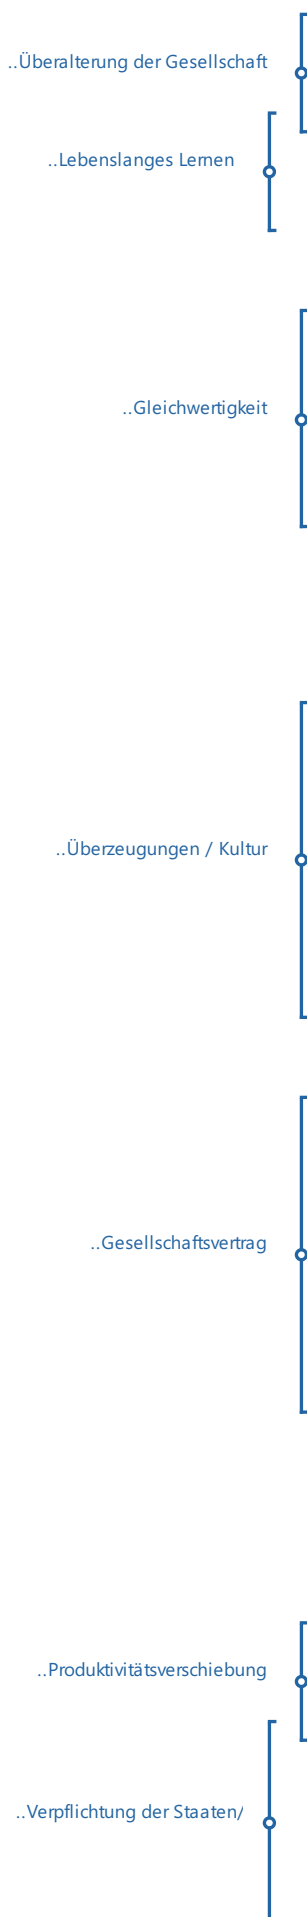 ..Überalterung der Gesellschaft
..Lebenslanges Lernen
..Gleichwertigkeit
..Überzeugungen / Kultur
..Gesellschaftsvertrag
..Produktivitätsverschiebung
..Verpflichtung der Staaten/